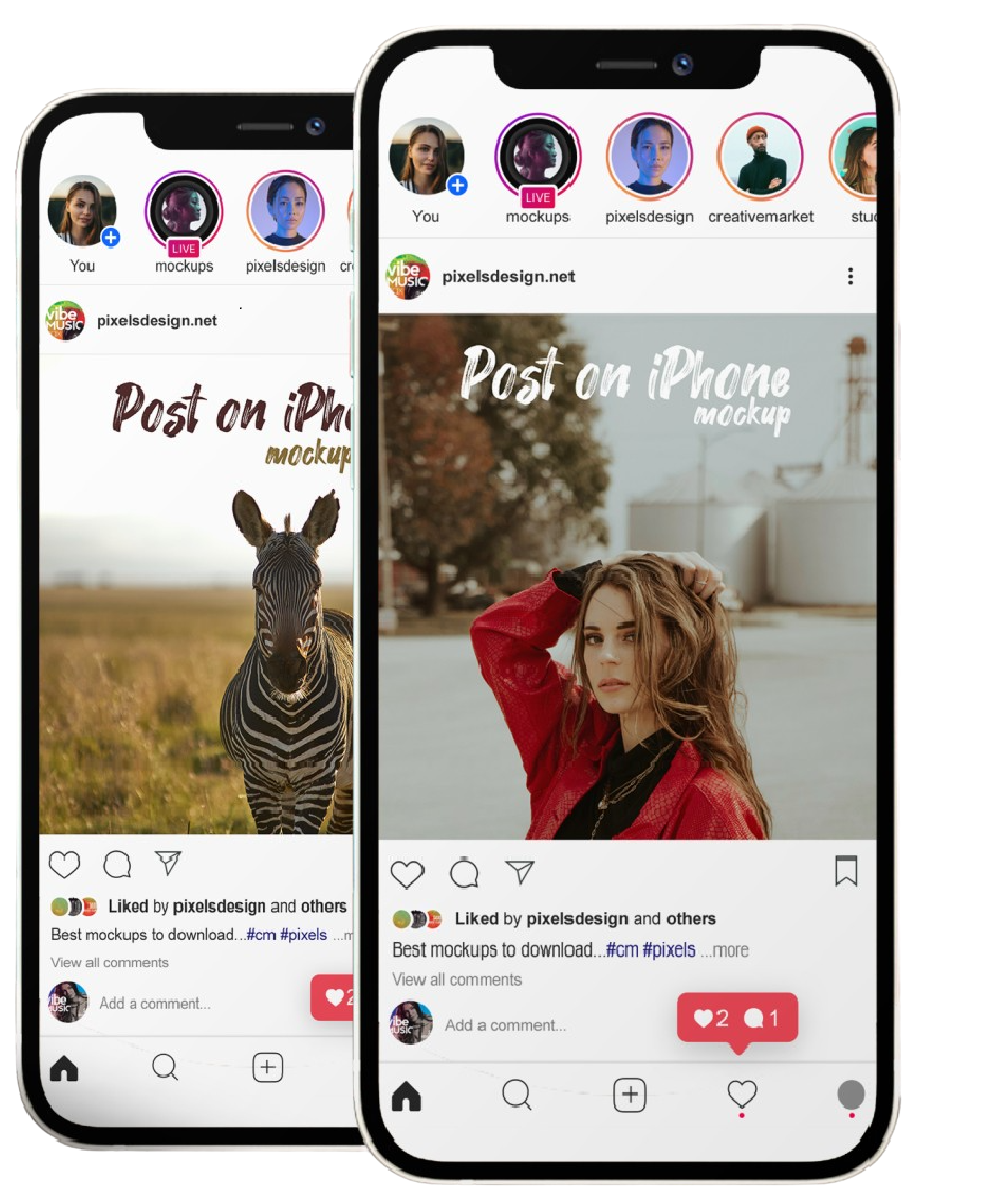 You
LIVE
mockups
pixelsdesign
vibe
MUSIC
pixelsdesign.net
Post on iPho
mockup
Liked by pixelsdesign and others
Best mockups to download...#cm #pixels ...m
View all comments
vibe
MUSIC
Add a comment...
2
You
LIVE
mockups
pixelsdesign
creativemarket
stud
vibe
MUSIC
pixelsdesign.net
Post on iPhone
mockup
Liked by pixelsdesign and others
Best mockups to download...#cm #pixels ...more
View all comments
vibe
MUSIC
Add a comment...
2 1